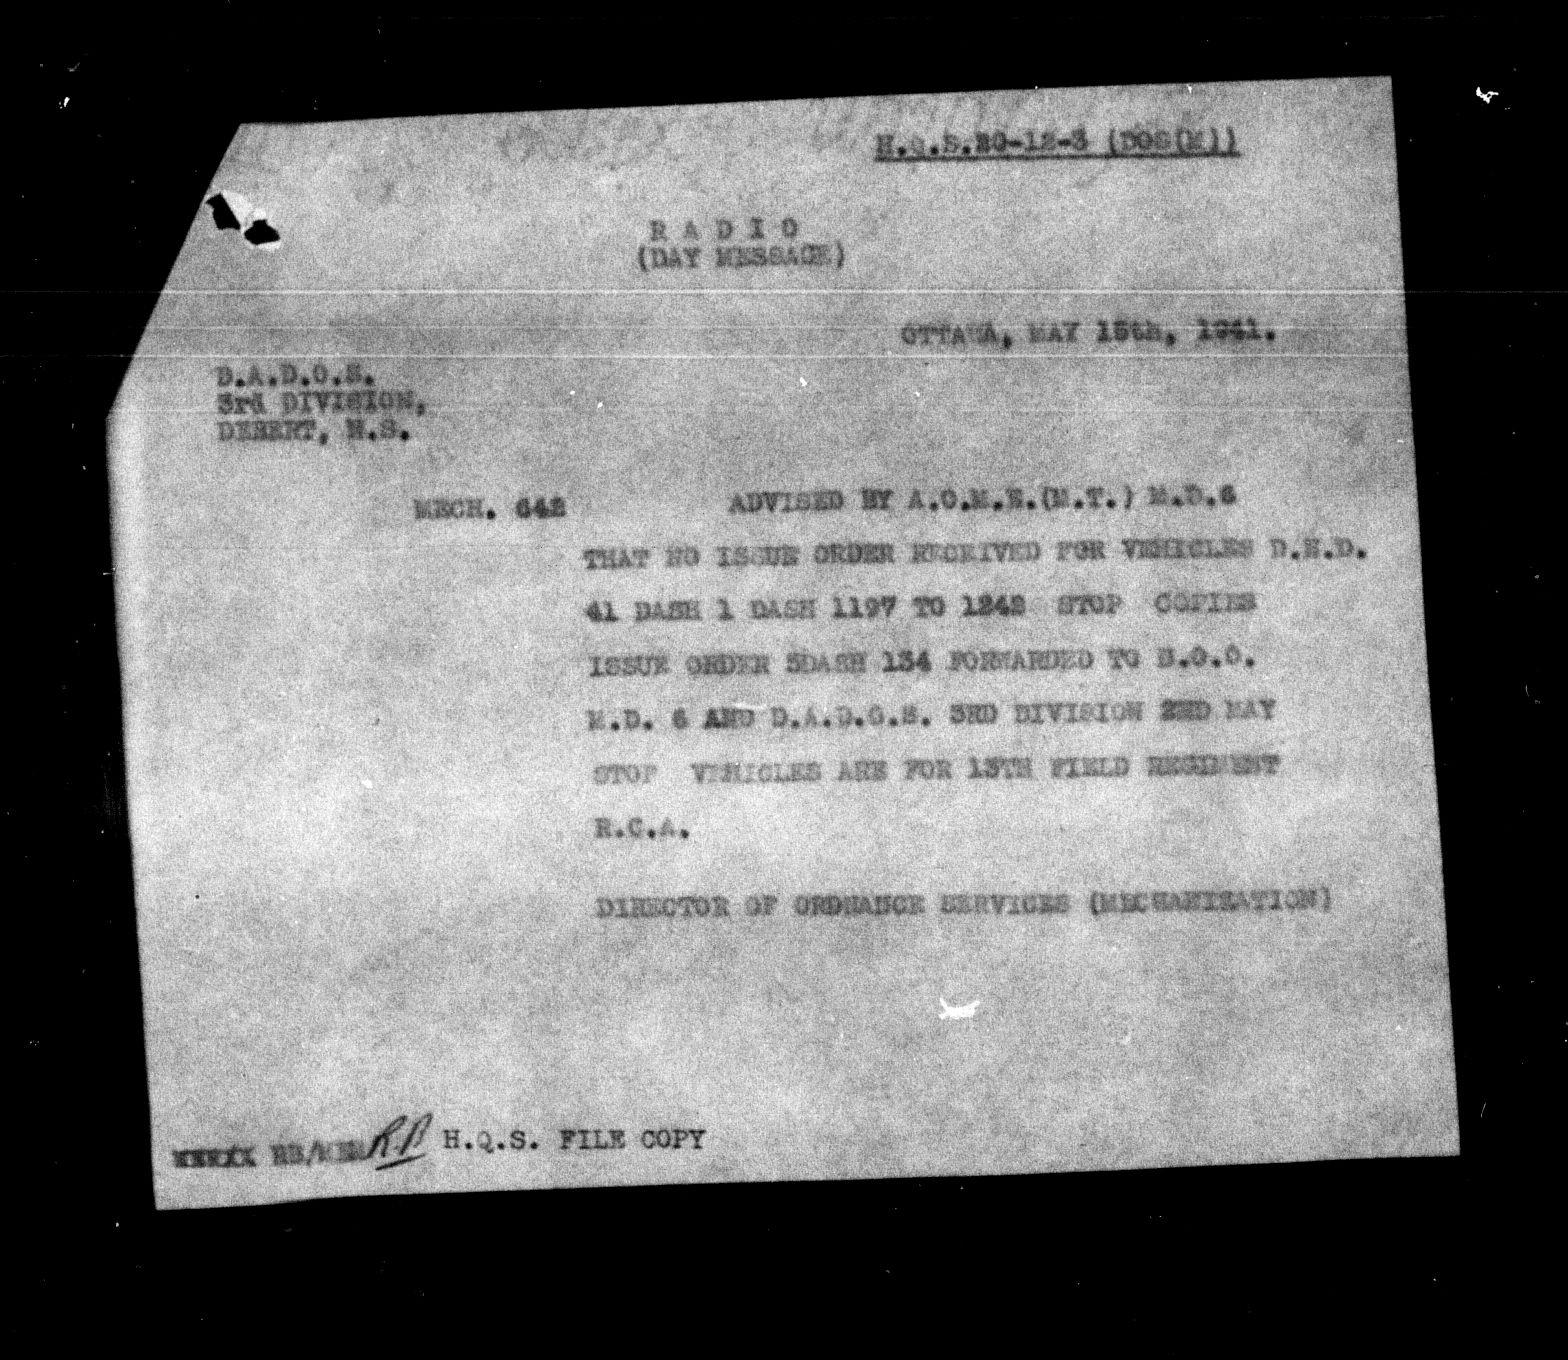 H.Q.S.20-12-3 (DOS(M))
R A D I O
(DAY MESSAGE)
OTTAWA, MAY 15th, 1941.
D.A.D.O.S.
3rd DIVISION,
DEBERT, N.S.
MECH. 642 ADVISED BY A.O.M.E.(M.T.) M.D.6
THAT NO ISSUE ORDER RECEIVED FOR VEHICLES D.N.D.
41 DASH 1 DASH 1197 TO 1242 STOP COPIES
ISSUE ORDER 5DASH 134 FORWARDED TO D.O.O.
M.D. 6 AND D.A.D.O.S. 3RD DIVISION 2ND MAY
STOP VEHICLES ARE FOR 13TH FIELD REGIMENT
R.C.A.
DIRECTOR OF ORDNANCE SERVICES (MECHANIZATION)
RB H.Q.S. FILE COPY